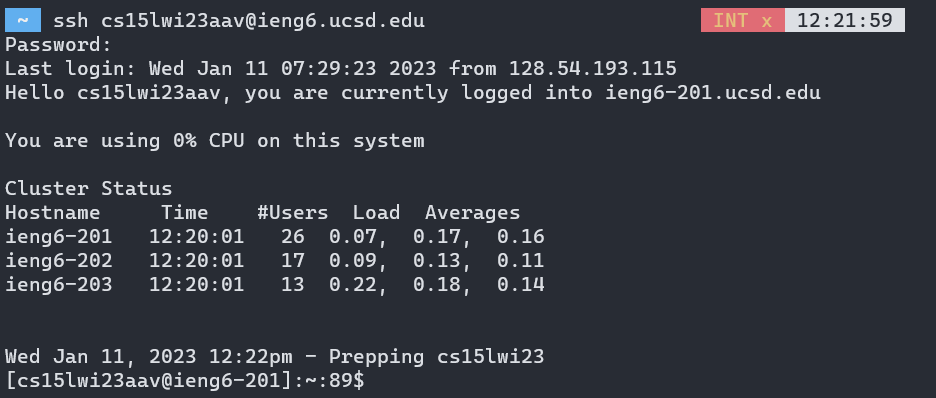 ~ ssh cs15lwi23aav@ieng6.ucsd.edu INT x 12:21:59
Password:
Last login: Wed Jan 11 07:29:23 2023 from 128.54.193.115
Hello cs15lwi23aav, you are currently logged into ieng6-201.ucsd.edu
You are using 0% CPU on this system
Cluster Status
Hostname     Time    #Users  Load  Averages
ieng6-201   12:20:01   26  0.07,  0.17,  0.16
ieng6-202   12:20:01   17  0.09,  0.13,  0.11
ieng6-203   12:20:01   13  0.22,  0.18,  0.14
Wed Jan 11, 2023 12:22pm - Prepping cs15lwi23
[cs15lwi23aav@ieng6-201]:~:89$